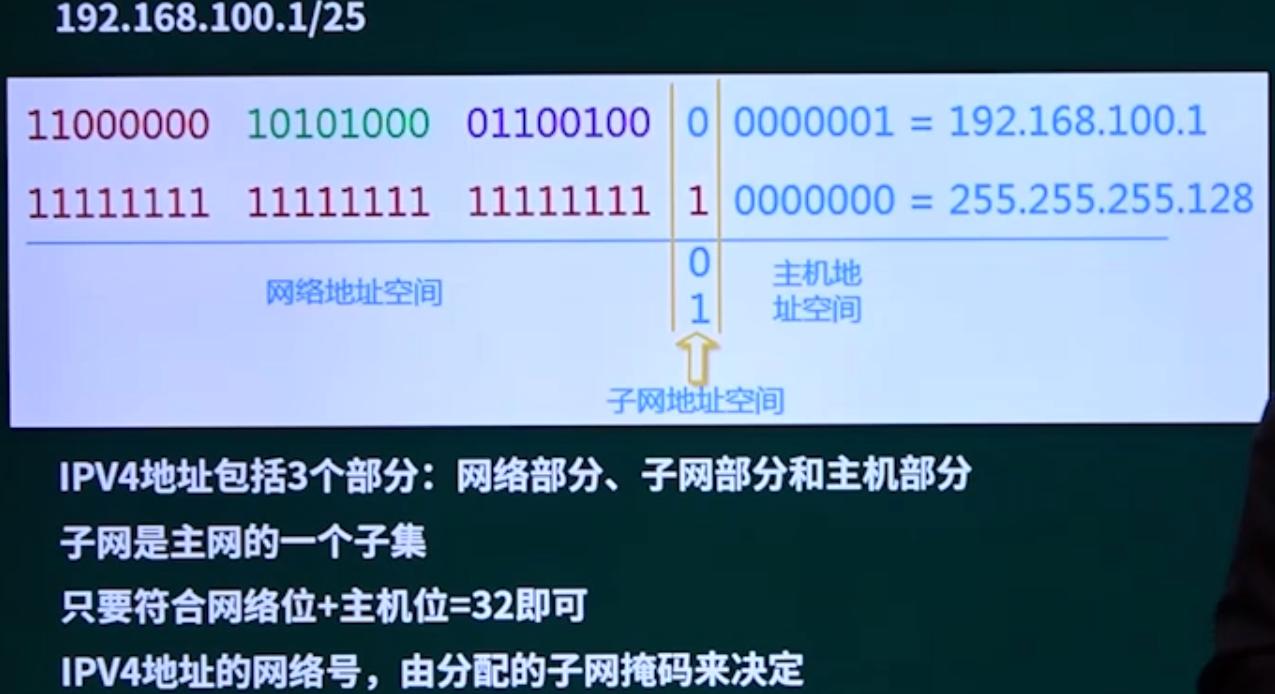 192.168.100.1/25
11000000 10101000 01100100 0 0000001 = 192.168.100.1
11111111 11111111 11111111 1 0000000 = 255.255.255.128
0
1
网络地址空间
主机地
址空间
子网地址空间
IPV4地址包括3个部分：网络部分、子网部分和主机部分
子网是主网的一个子集
只要符合网络位+主机位=32即可
IPV4地址的网络号，由分配的子网掩码来决定